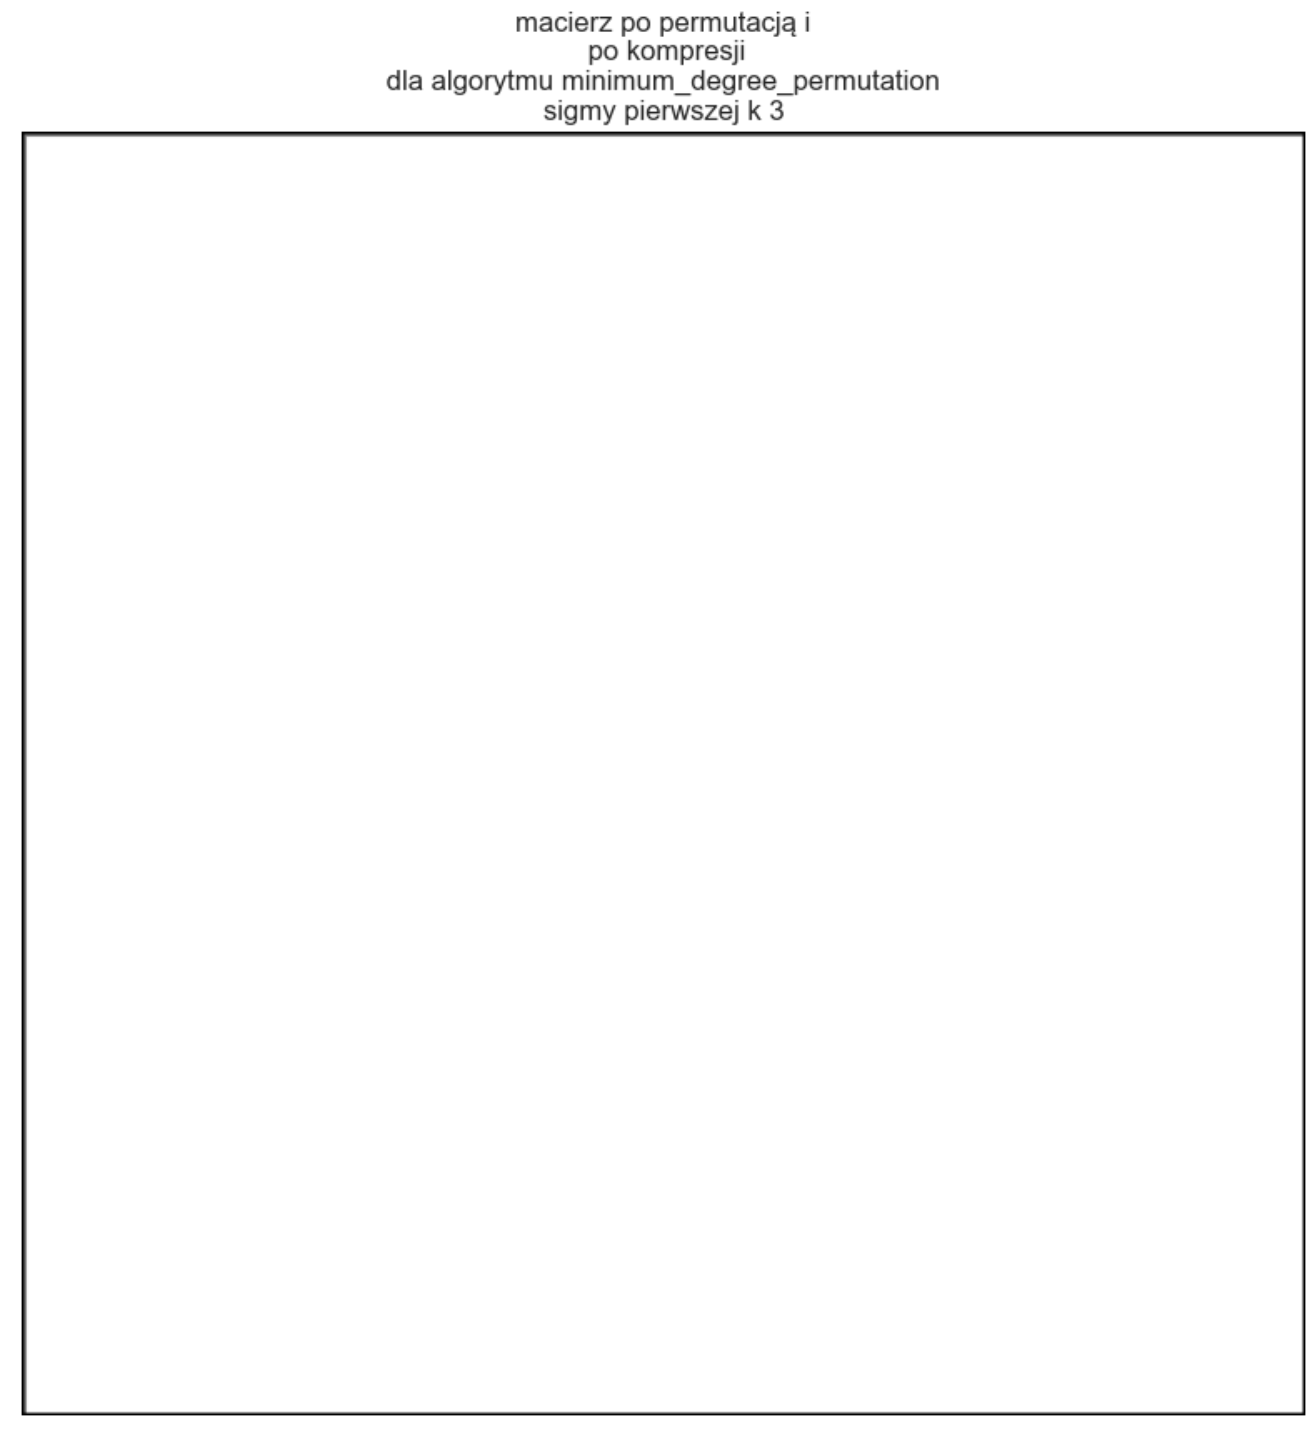 macierz po permutacją i
po kompresji
dla algorytmu minimum_degree_permutation
sigmy pierwszej k 3